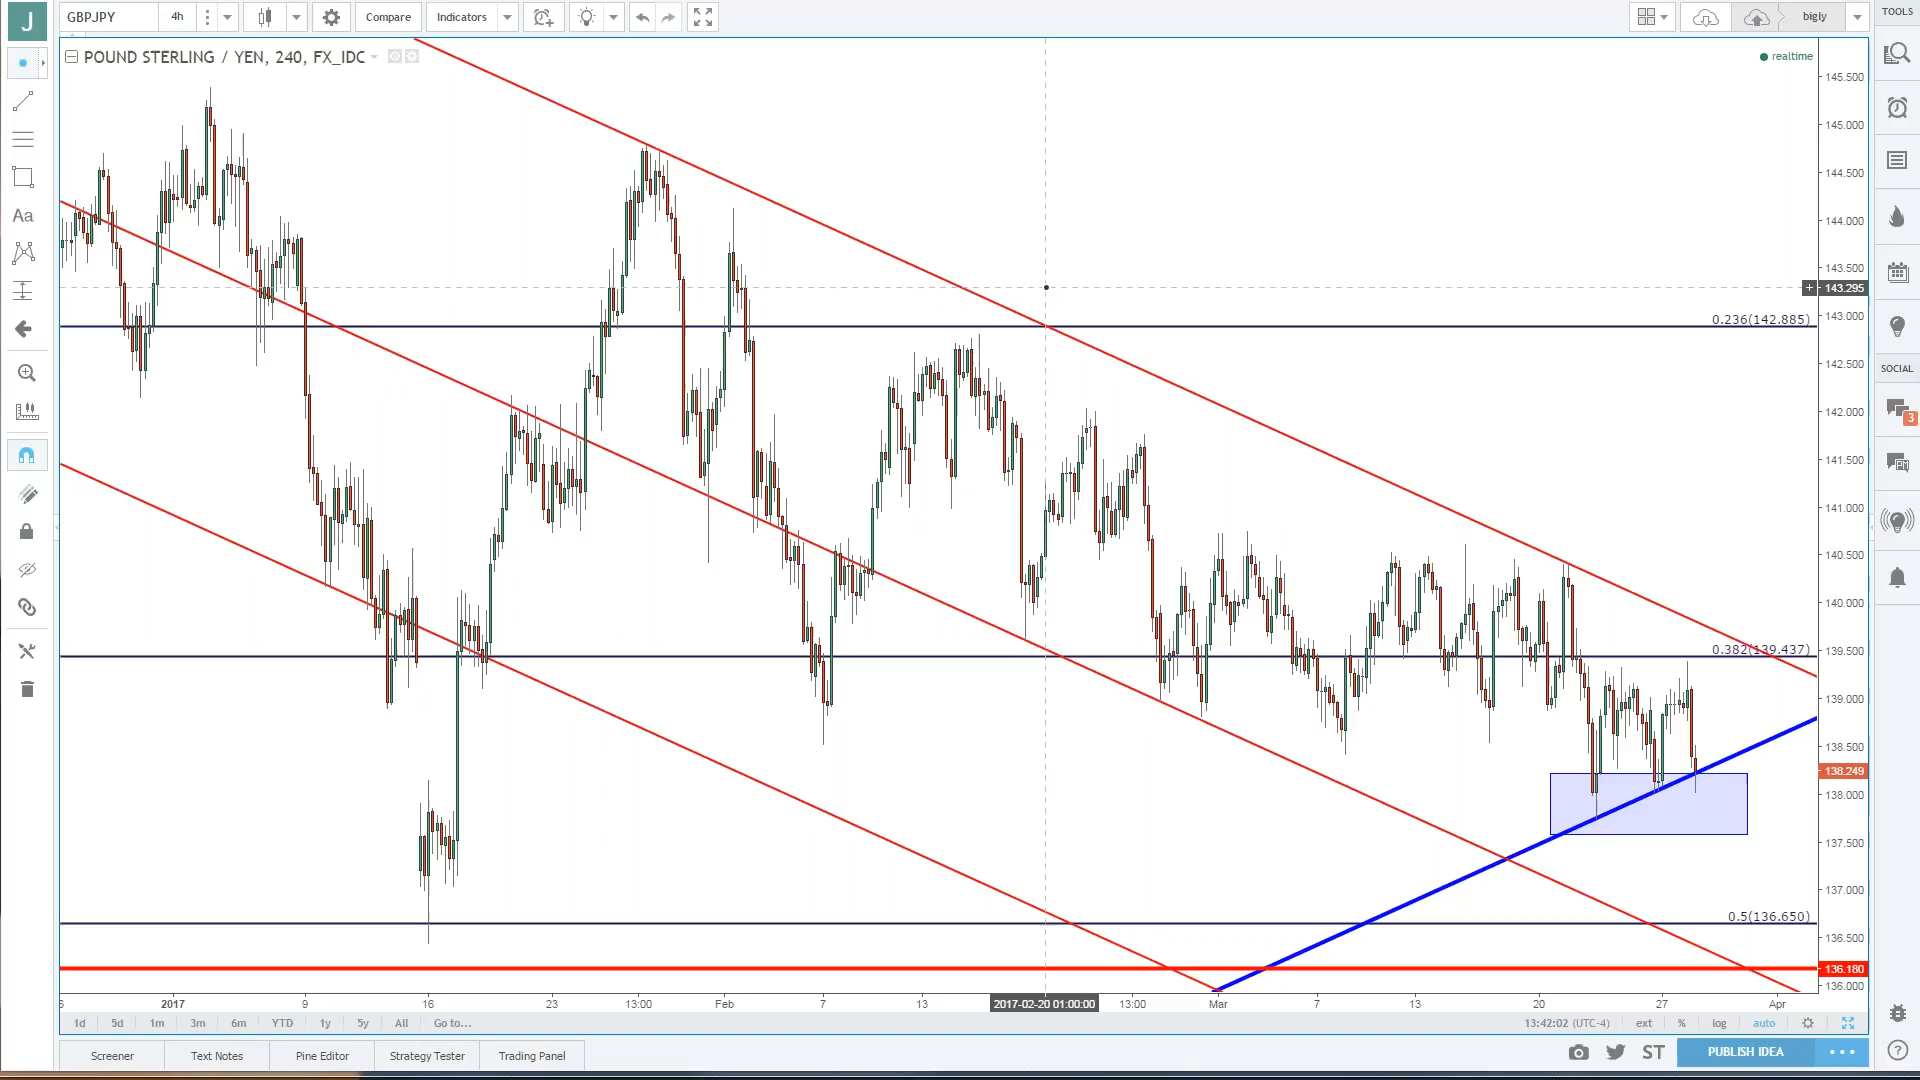 J
GBPJPY
4h
Compare
Indicators
bigly
TOOLS
POUND STERLING / YEN, 240, FX_IDC
realtime
145.500
145.000
144.500
144.000
143.500
143.295
143.000
0.236(142.885)
142.500
142.000
141.500
141.000
140.500
140.000
0.382(139.437)
139.500
139.000
138.500
138.249
138.000
137.500
137.000
0.5(136.650)
136.500
136.180
136.000
SOCIAL
3
Aa
6 2017 9 16 23 13:00 Feb 7 13 2017-02-20 01:00:00 13:00 Mar 7 13 20 27 Apr
1d 5d 1m 3m 6m YTD 1y 5y All Go to...
13:42:02 (UTC-4) ext % log auto
Screener Text Notes Pine Editor Strategy Tester Trading Panel
ST PUBLISH IDEA